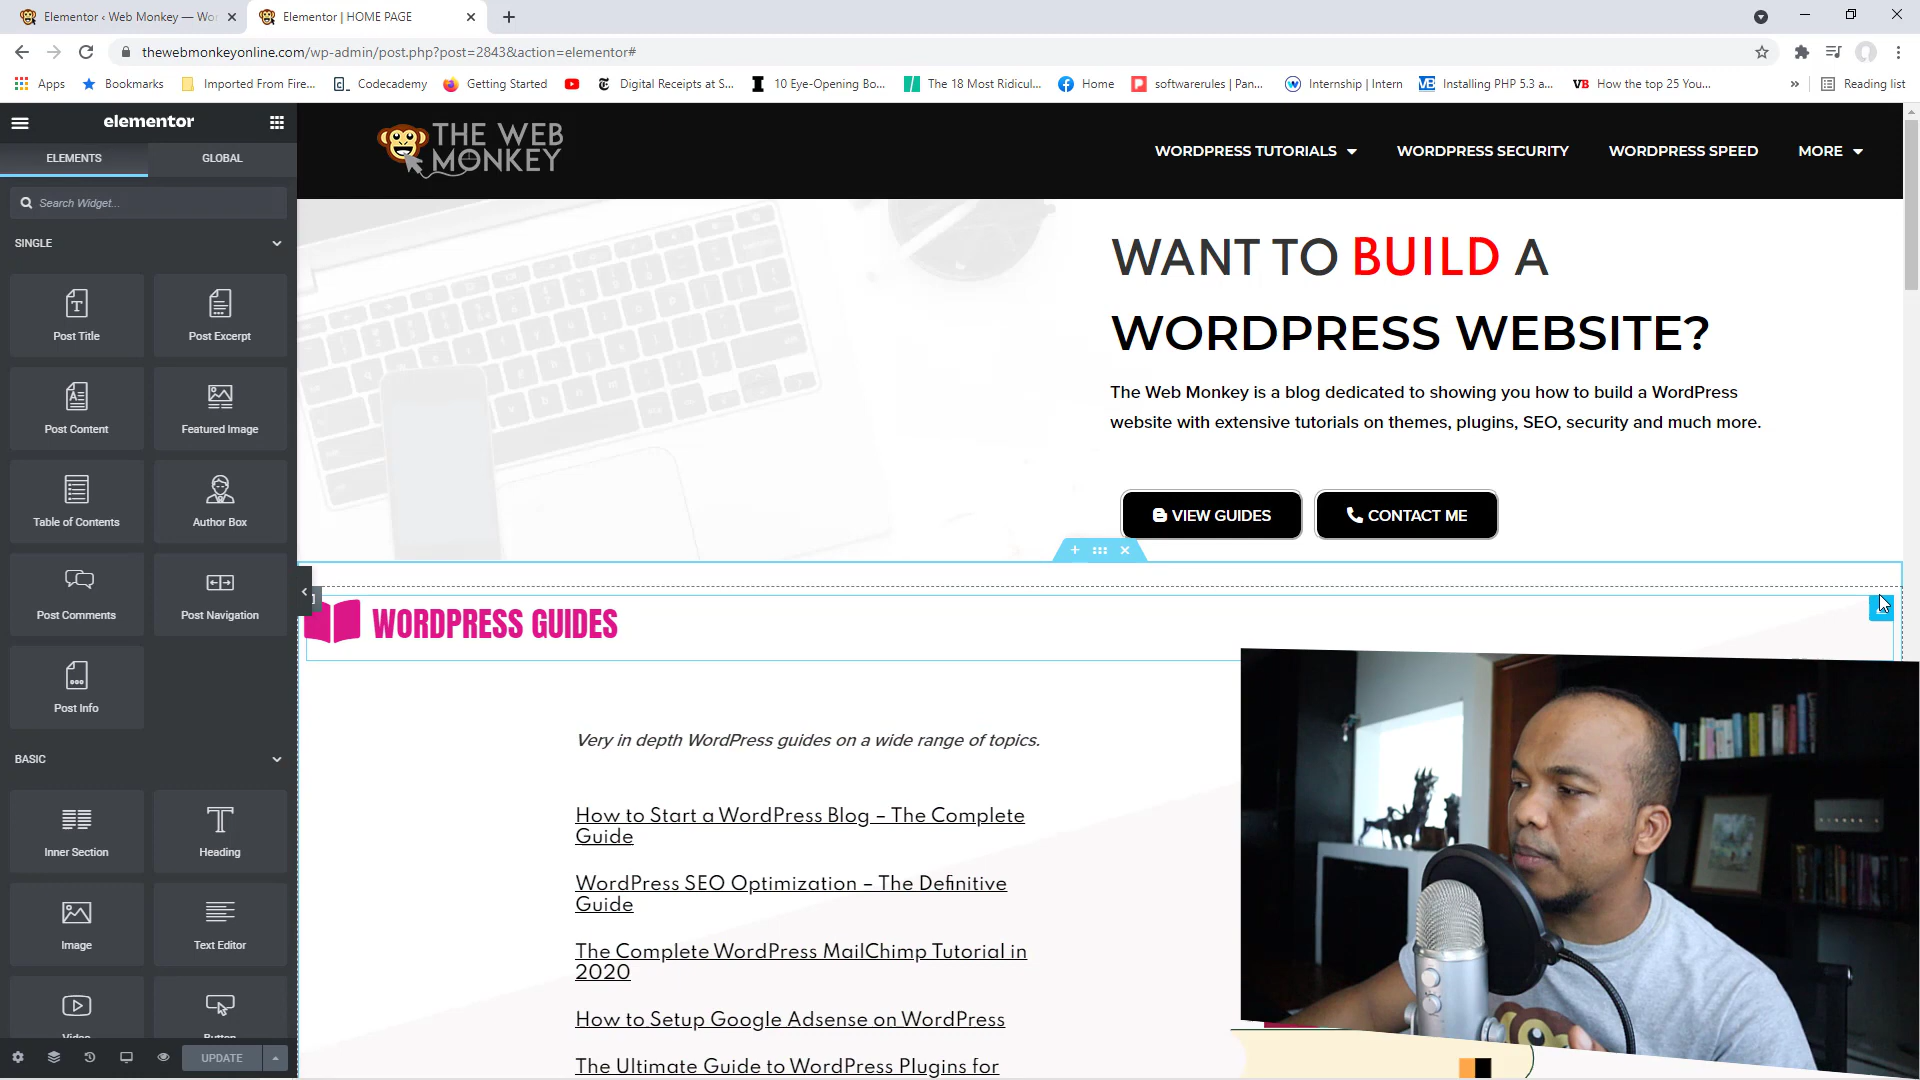 Elementor ‹ Web Monkey — Wo
Elementor | HOME PAGE
thewebmonkeyonline.com/wp-admin/post.php?post=2843&action=elementor#
Apps
Bookmarks
Imported From Fire...
Codecademy
Getting Started
Digital Receipts at S...
10 Eye-Opening Bo...
The 18 Most Ridicul...
Home
softwarerules | Pan...
Internship | Intern
Installing PHP 5.3 a...
VB
How the top 25 You...
»
Reading list
elementor
ELEMENTS
GLOBAL
Search Widget...
SINGLE
Post Title
Post Excerpt
Post Content
Featured Image
Table of Contents
Author Box
Post Comments
Post Navigation
Post Info
BASIC
Inner Section
Heading
Image
Text Editor
UPDATE
THE WEB
MONKEY
WORDPRESS TUTORIALS
WORDPRESS SECURITY
WORDPRESS SPEED
MORE
WANT TO BUILD A
WORDPRESS WEBSITE?
The Web Monkey is a blog dedicated to showing you how to build a WordPress
website with extensive tutorials on themes, plugins, SEO, security and much more.
VIEW GUIDES
CONTACT ME
WORDPRESS GUIDES
Very in depth WordPress guides on a wide range of topics.
How to Start a WordPress Blog – The Complete
Guide
WordPress SEO Optimization – The Definitive
Guide
The Complete WordPress MailChimp Tutorial in
2020
How to Setup Google Adsense on WordPress
The Ultimate Guide to WordPress Plugins for